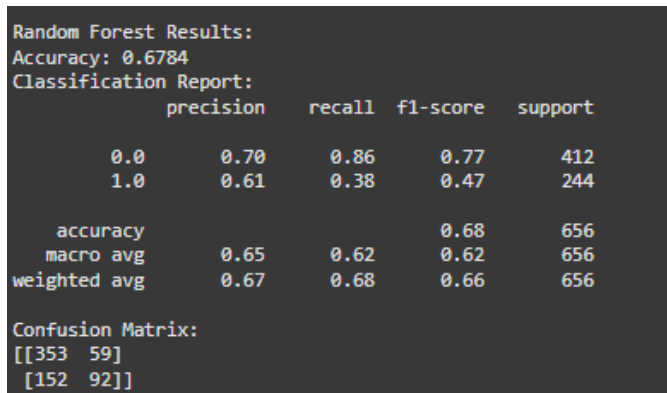 Random Forest Results:
Accuracy: 0.6784
Classification Report:
precision recall f1-score support
0.0 0.70 0.86 0.77 412
1.0 0.61 0.38 0.47 244
accuracy 0.68 656
macro avg 0.65 0.62 0.62 656
weighted avg 0.67 0.68 0.66 656
Confusion Matrix:
[[353 59]
[152 92]]